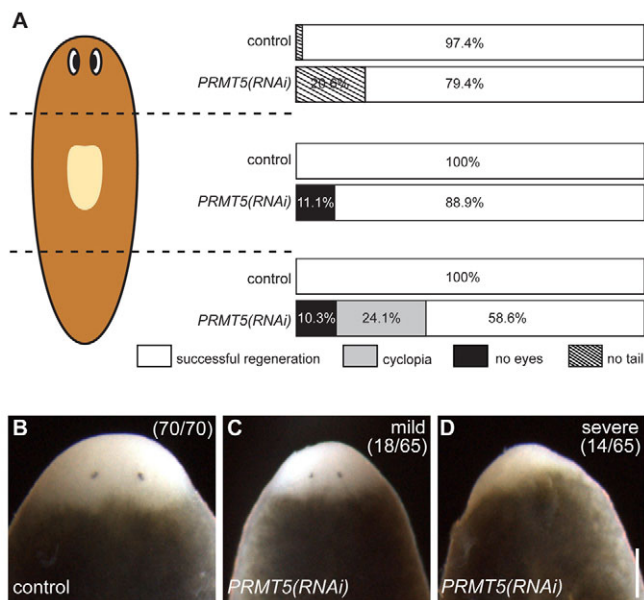 A
control 97.4%
PRMT5(RNAi) 20.6% 79.4%
control 100%
PRMT5(RNAi) 11.1% 88.9%
control 100%
PRMT5(RNAi) 10.3% 24.1% 58.6%
successful regeneration cyclopia no eyes no tail
B (70/70) C mild D severe
(18/65) (14/65)
control PRMT5(RNAi) PRMT5(RNAi)